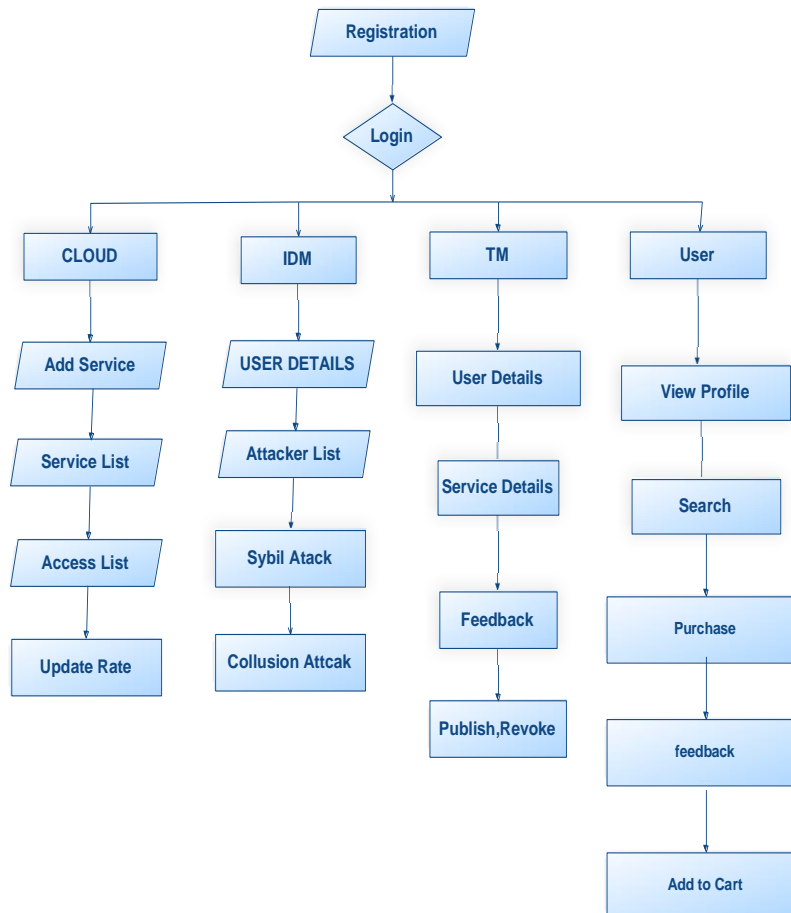 Registration
Login
CLOUD
IDM
TM
User
Add Service
USER DETAILS
User Details
View Profile
Service List
Attacker List
Service Details
Search
Access List
Sybil Atack
Feedback
Purchase
Update Rate
Collusion Attcak
Publish,Revoke
feedback
Add to Cart